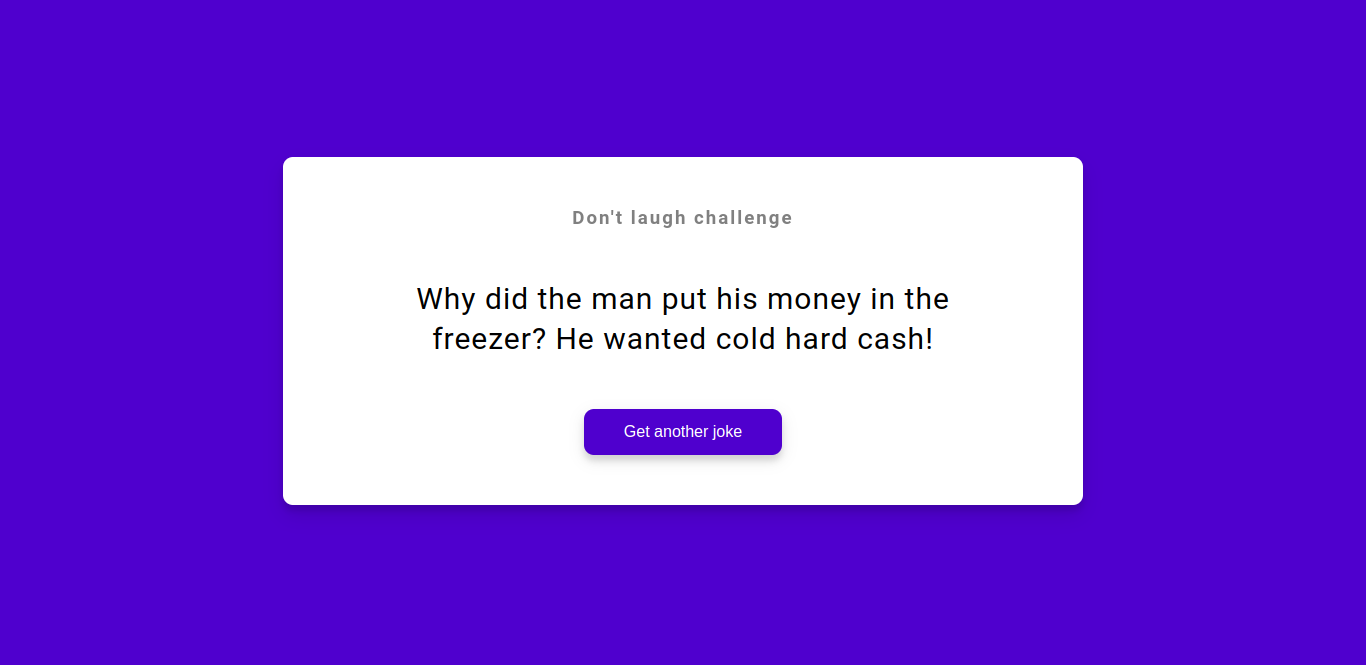 Don't laugh challenge
Why did the man put his money in the
freezer? He wanted cold hard cash!
Get another joke